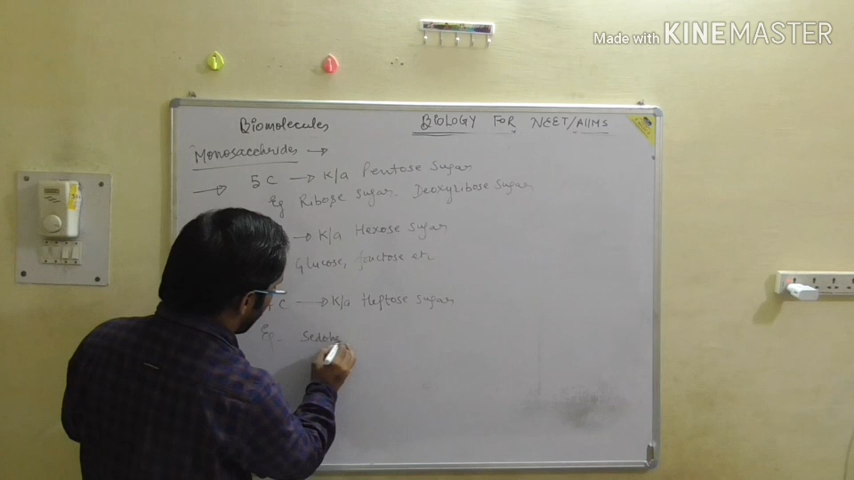 Made with KINEMASTER
Biomolecules
BIOLOGY FOR NEET/AIIMS
Monosaccharides →
→ 5C → K/a Pentose Sugar
Eg Ribose Sugar. Deoxyribose Sugar
→ K/a Hexose Sugar
Glucose, fructose etc
C → K/a Heptose Sugar
Eg. Sedohe